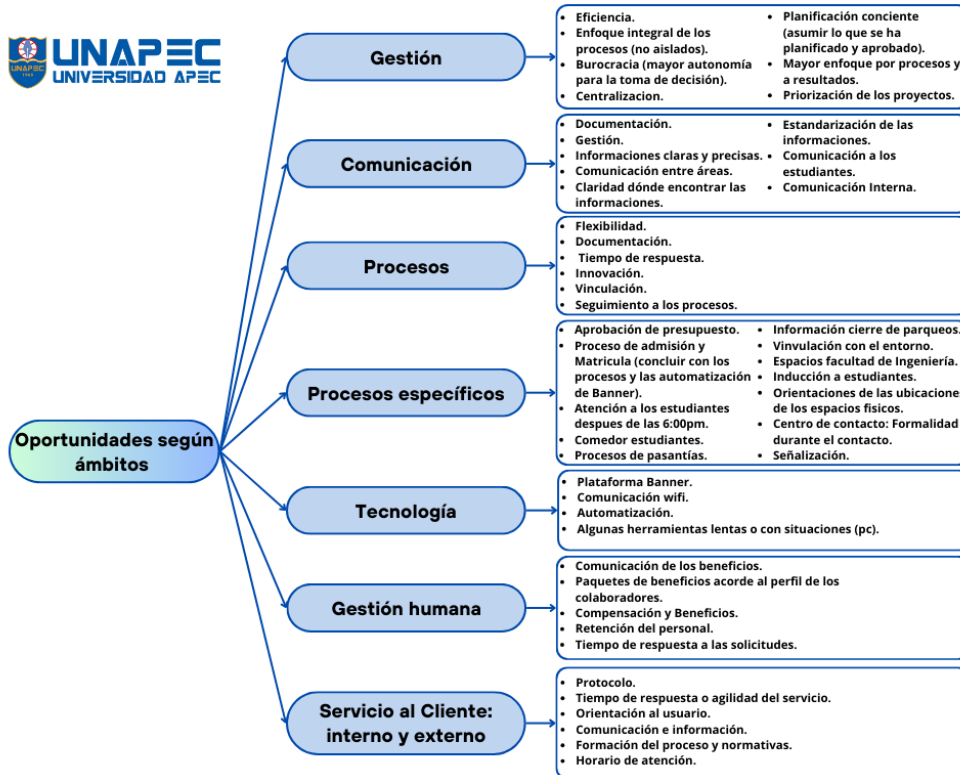 UNAPEC
UNAPEC
UNIVERSIDAD APEC
Oportunidades según
ámbitos
Gestión
• Eficiencia.
• Enfoque integral de los
procesos (no aislados).
• Burocracia (mayor autonomía
para la toma de decisión).
• Centralizacion.
• Planificación conciente
(asumir lo que se ha
planificado y aprobado).
• Mayor enfoque por procesos y
a resultados.
• Priorización de los proyectos.
Comunicación
• Documentación.
• Gestión.
• Informaciones claras y precisas.
• Comunicación entre áreas.
• Claridad dónde encontrar las
informaciones.
• Estandarización de las
informaciones.
• Comunicación a los
estudiantes.
• Comunicación Interna.
Procesos
• Flexibilidad.
• Documentación.
• Tiempo de respuesta.
• Innovación.
• Vinculación.
• Seguimiento a los procesos.
Procesos específicos
• Aprobación de presupuesto.
• Proceso de admisión y
Matricula (concluir con los
procesos y las automatización
de Banner).
• Atención a los estudiantes
despues de las 6:00pm.
• Comedor estudiantes.
• Procesos de pasantías.
• Información cierre de parqueos.
• Vinvulación con el entorno.
• Espacios facultad de Ingeniería.
• Inducción a estudiantes.
• Orientaciones de las ubicaciones
de los espacios fisicos.
• Centro de contacto: Formalidad
durante el contacto.
• Señalización.
Tecnología
• Plataforma Banner.
• Comunicación wifi.
• Automatización.
• Algunas herramientas lentas o con situaciones (pc).
Gestión humana
• Comunicación de los beneficios.
• Paquetes de beneficios acorde al perfil de los
colaboradores.
• Compensación y Beneficios.
• Retención del personal.
• Tiempo de respuesta a las solicitudes.
Servicio al Cliente:
interno y externo
• Protocolo.
• Tiempo de respuesta o agilidad del servicio.
• Orientación al usuario.
• Comunicación e información.
• Formación del proceso y normativas.
• Horario de atención.